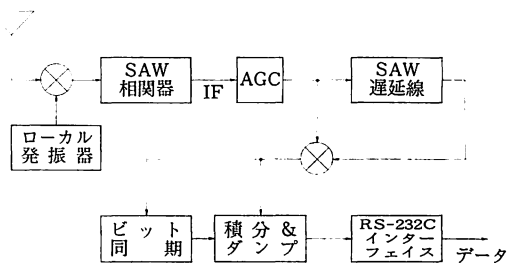 SAW
相関器
IF
AGC
SAW
遅延線
ローカル
発振器
ビット
同期
積分&
ダンプ
RS-232C
インター
フェイス
データ